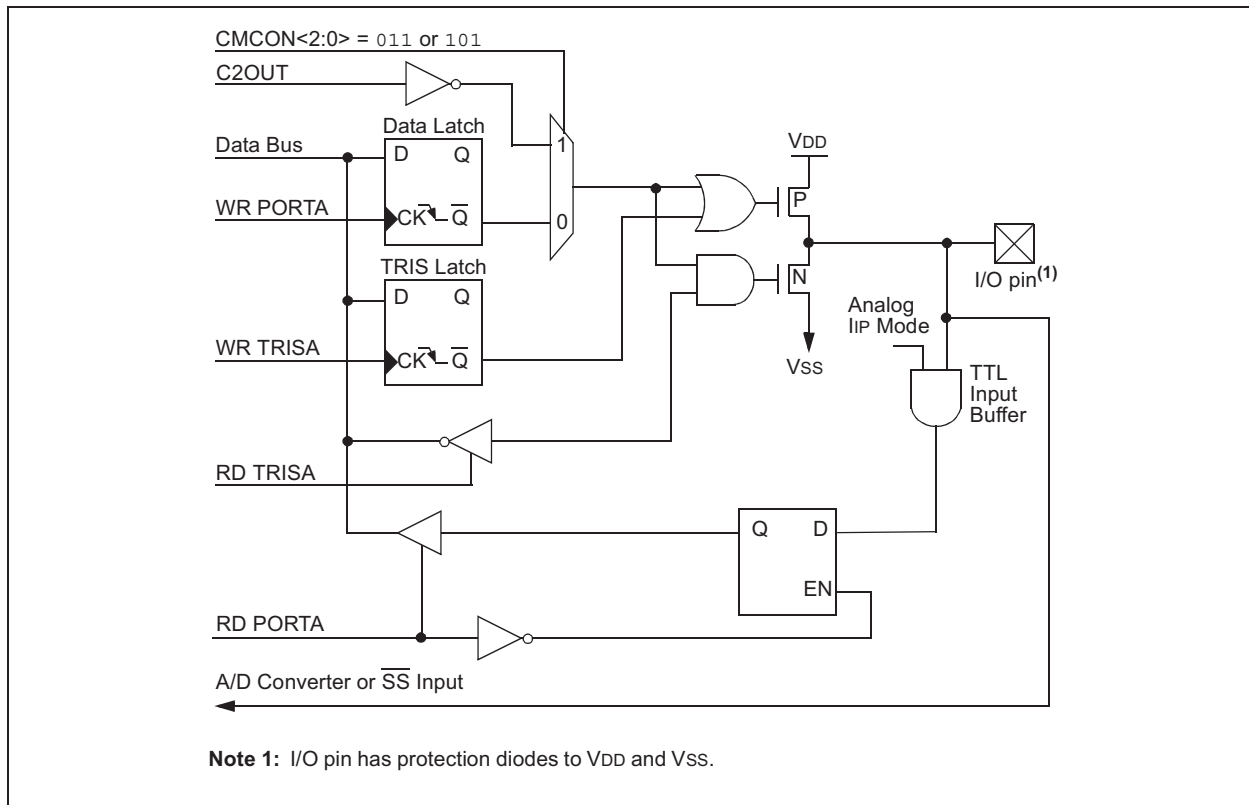 CMCON<2:0> = 011 or 101
C2OUT
Data Latch
Data Bus
D Q
1
VDD
WR PORTA
CK Q̅
0
P
TRIS Latch
D Q
N
I/O pin(1)
Analog
IIP Mode
WR TRISA
CK Q̅
VSS
TTL
Input
Buffer
RD TRISA
Q D
EN
RD PORTA
A/D Converter or S̅S̅ Input
Note 1: I/O pin has protection diodes to VDD and VSS.